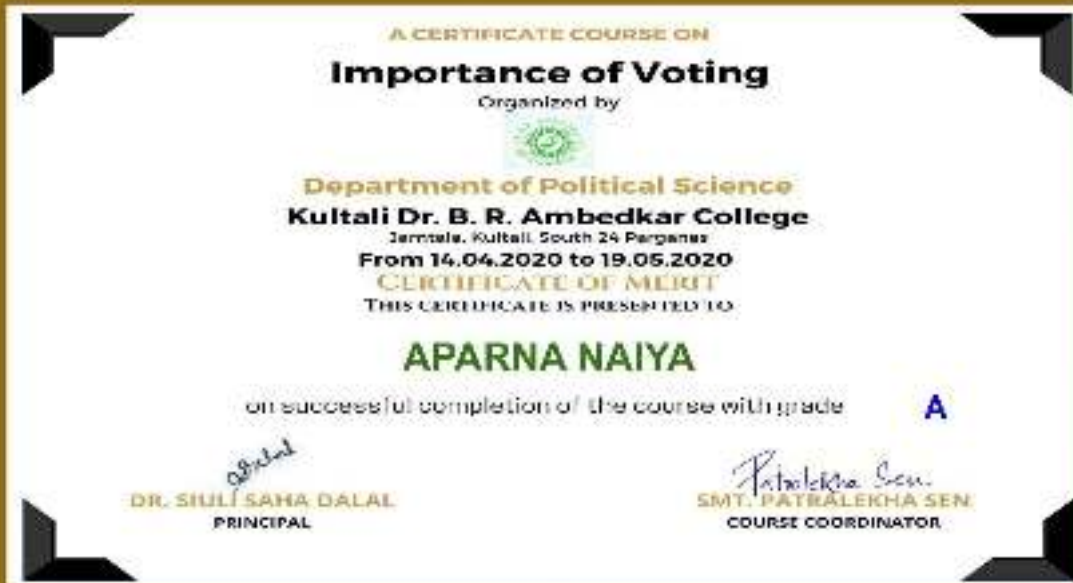 A CERTIFICATE COURSE ON
Importance of Voting
Organized by
Department of Political Science
Kultali Dr. B. R. Ambedkar College
Jamtala, Kultali, South 24 Parganas
From 14.04.2020 to 19.05.2020
CERTIFICATE OF MERIT
THIS CERTIFICATE IS PRESENTED TO
APARNA NAIYA
on successful completion of the course with grade A
Patralekha Sen.
DR. SIULI SAHA DALAL
SMT. PATRALEKHA SEN
PRINCIPAL
COURSE COORDINATOR